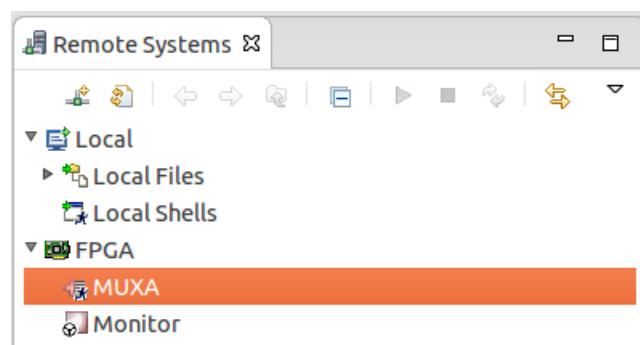 Remote Systems
Local
Local Files
Local Shells
FPGA
MUXA
Monitor